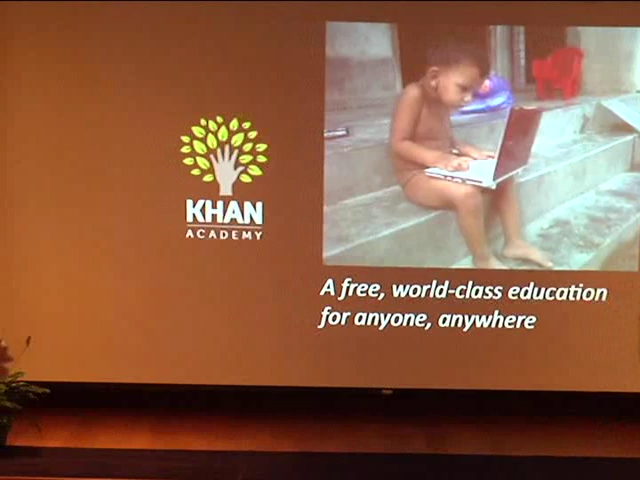 KHAN
ACADEMY
A free, world-class education
for anyone, anywhere